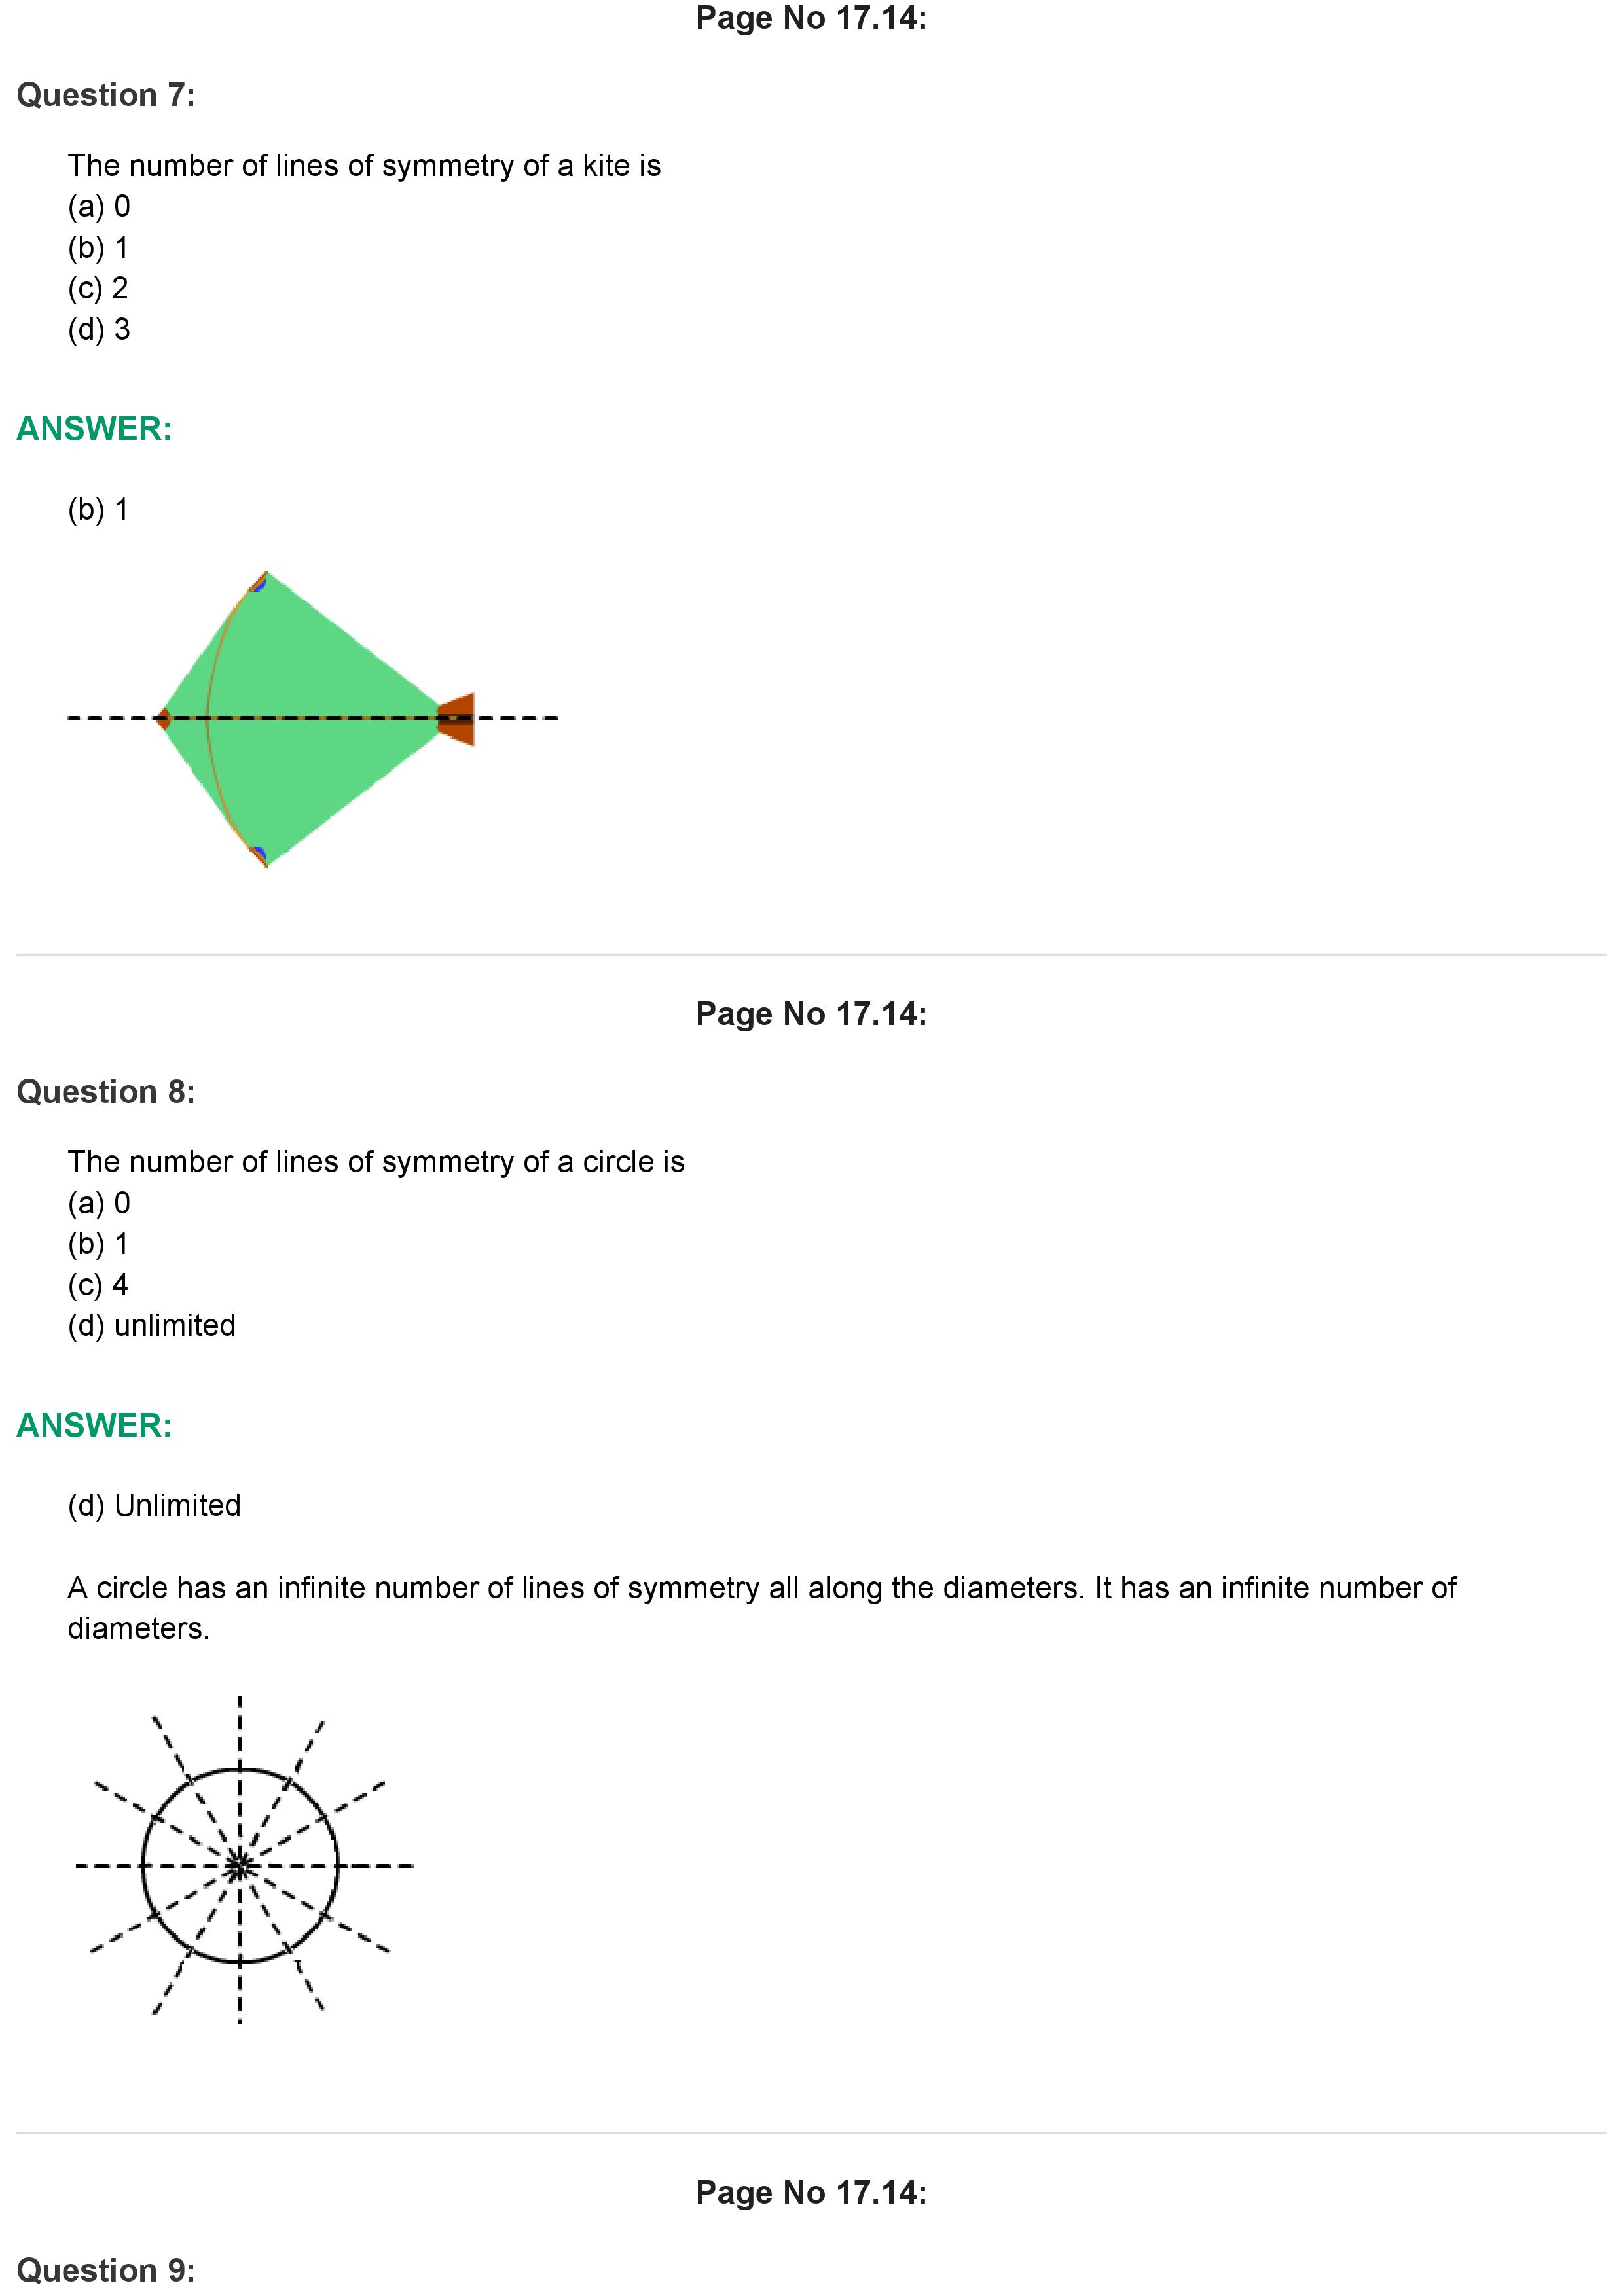 Page No 17.14:
Question 7:
The number of lines of symmetry of a kite is
(a) 0
(b) 1
(c) 2
(d) 3
ANSWER:
(b) 1
Page No 17.14:
Question 8:
The number of lines of symmetry of a circle is
(a) 0
(b) 1
(c) 4
(d) unlimited
ANSWER:
(d) Unlimited
A circle has an infinite number of lines of symmetry all along the diameters. It has an infinite number of
diameters.
Page No 17.14:
Question 9: